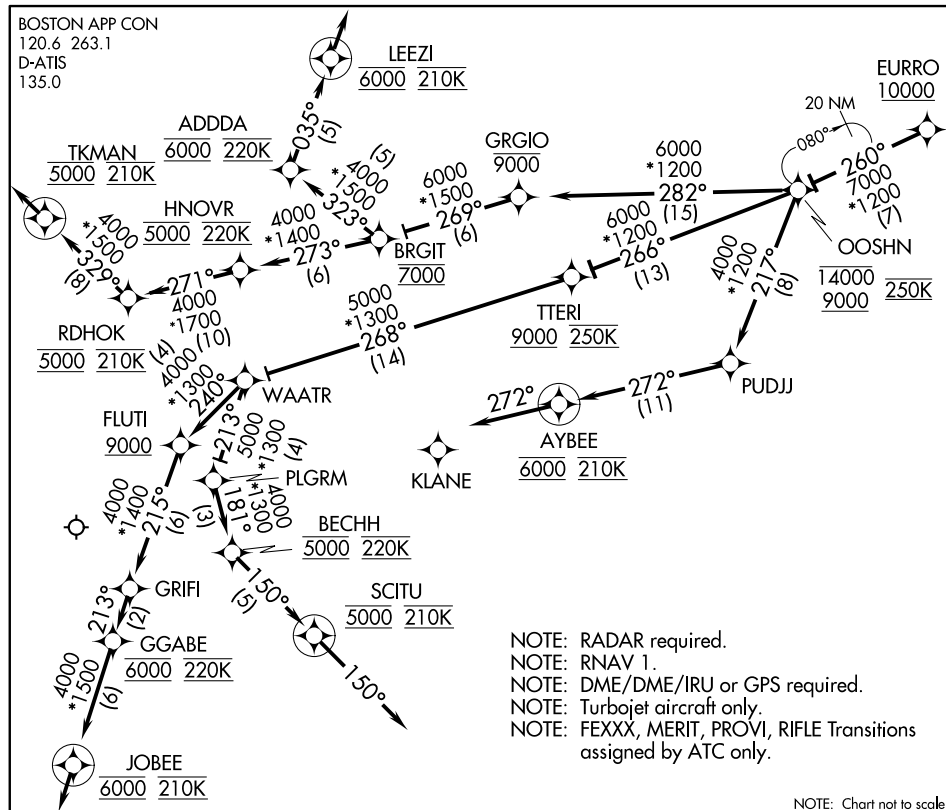 BOSTON APP CON
120.6 263.1
D-ATIS
135.0
LEEZI
6000 210K
035°
(5)
ADDDA
6000 220K
TKMAN
5000 210K
4000
*1500
329°
(8)
HNOVR
5000 220K
271°
4000
*1700
(10)
RDHOK
5000 210K
4000
*1400
273°
(6)
(5)
4000
*1500
323°
BRGIT
7000
6000
*1500
269°
(6)
GRGIO
9000
6000
*1200
282°
(15)
EURRO
10000
20 NM
080°
260°
7000
*1200
(7)
OOSHN
14000
9000 250K
6000
*1200
266°
(13)
TTERI
9000 250K
4000
*1200
217°
(8)
PUDJJ
272°
(11)
AYBEE
6000 210K
272°
KLANE
5000
*1300
268°
(14)
WAATR
(4)
4000
*1300
240°
FLUTI
9000
213°
5000
*1300
(4)
PLGRM
4000
*1300
181°
(3)
BECHH
5000 220K
150°
(5)
SCITU
5000 210K
150°
4000
*1400
215°
(6)
GRIFI
213°
(2)
GGABE
6000 220K
4000
*1500
(6)
JOBEE
6000 210K
NOTE: RADAR required.
NOTE: RNAV 1.
NOTE: DME/DME/IRU or GPS required.
NOTE: Turbojet aircraft only.
NOTE: FEXXX, MERIT, PROVI, RIFLE Transitions
assigned by ATC only.
NOTE: Chart not to scale